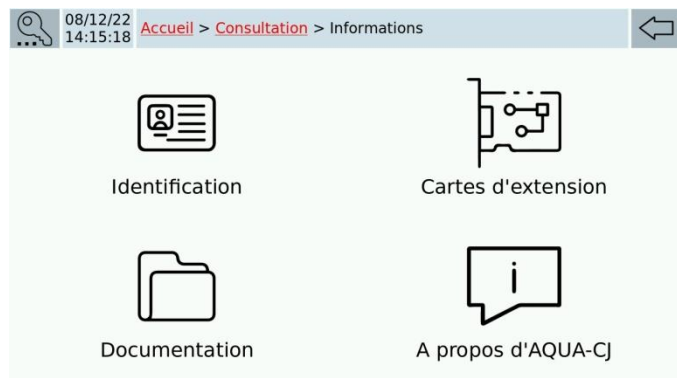 08/12/22
14:15:18
Accueil > Consultation > Informations
Identification
Cartes d'extension
Documentation
A propos d'AQUA-CJ